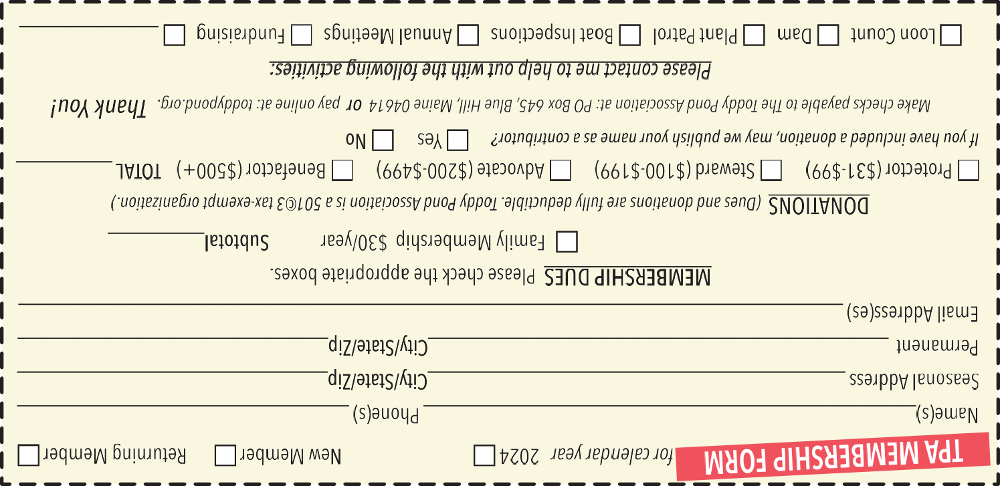 TPA MEMBERSHIP FORM for calendar year 2024 New Member Returning Member
Name(s) Phone(s)
Seasonal Address City/State/Zip
Permanent City/State/Zip
Email Address(es)
MEMBERSHIP DUES Please check the appropriate boxes.
Family Membership $30/year Subtotal
DONATIONS (Dues and donations are fully deductible. Toddy Pond Association is a 501©3 tax-exempt organization.)
Protector ($31-$99) Steward ($100-$199) Advocate ($200-$499) Benefactor ($500+) TOTAL
If you have included a donation, may we publish your name as a contributor? Yes No
Make checks payable to The Toddy Pond Association at: PO Box 645, Blue Hill, Maine 04614 or pay online at: toddypond.org. Thank You!
Please contact me to help out with the following activities:
Loon Count Dam Plant Patrol Boat Inspections Annual Meetings Fundraising